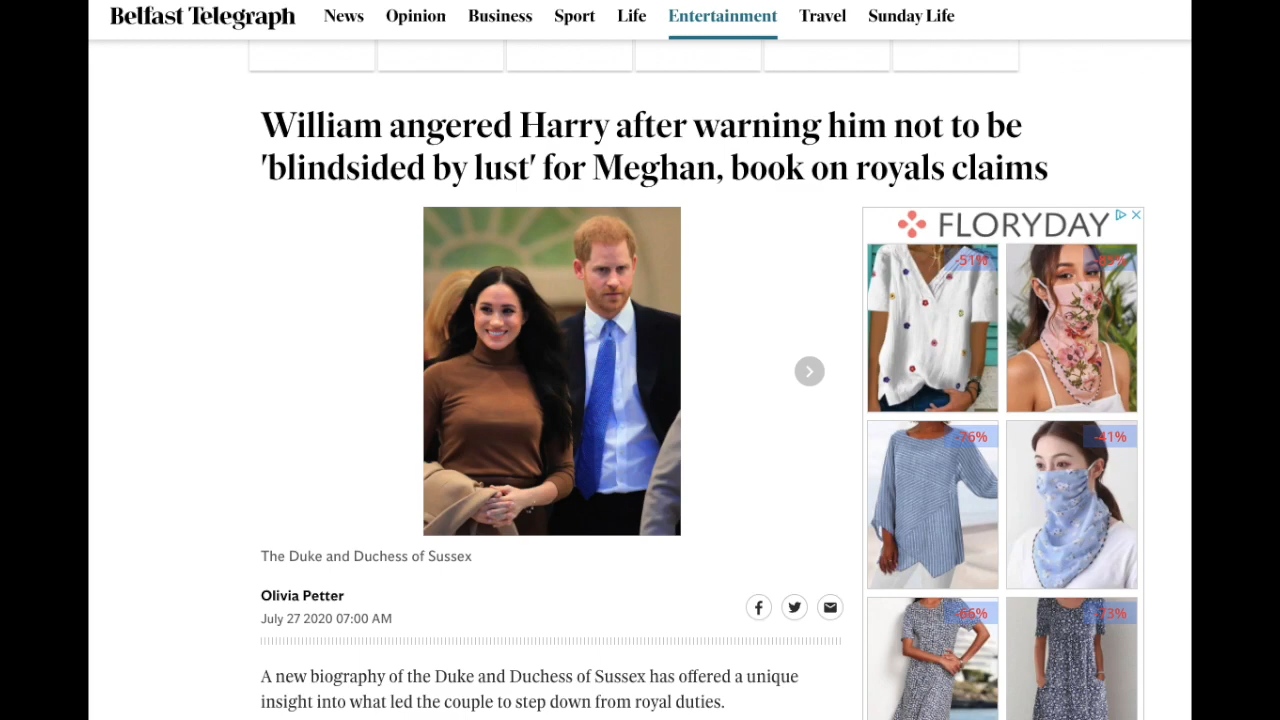 Belfast Telegraph News Opinion Business Sport Life Entertainment Travel Sunday Life
William angered Harry after warning him not to be
'blindsided by lust' for Meghan, book on royals claims
FLORYDAY
-51%
-85%
-76%
-41%
-66%
-73%
The Duke and Duchess of Sussex
Olivia Petter
July 27 2020 07:00 AM
A new biography of the Duke and Duchess of Sussex has offered a unique
insight into what led the couple to step down from royal duties.